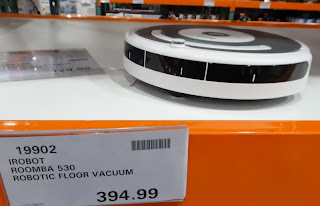 19902
IROBOT
ROOMBA 530
ROBOTIC FLOOR VACUUM
394.99